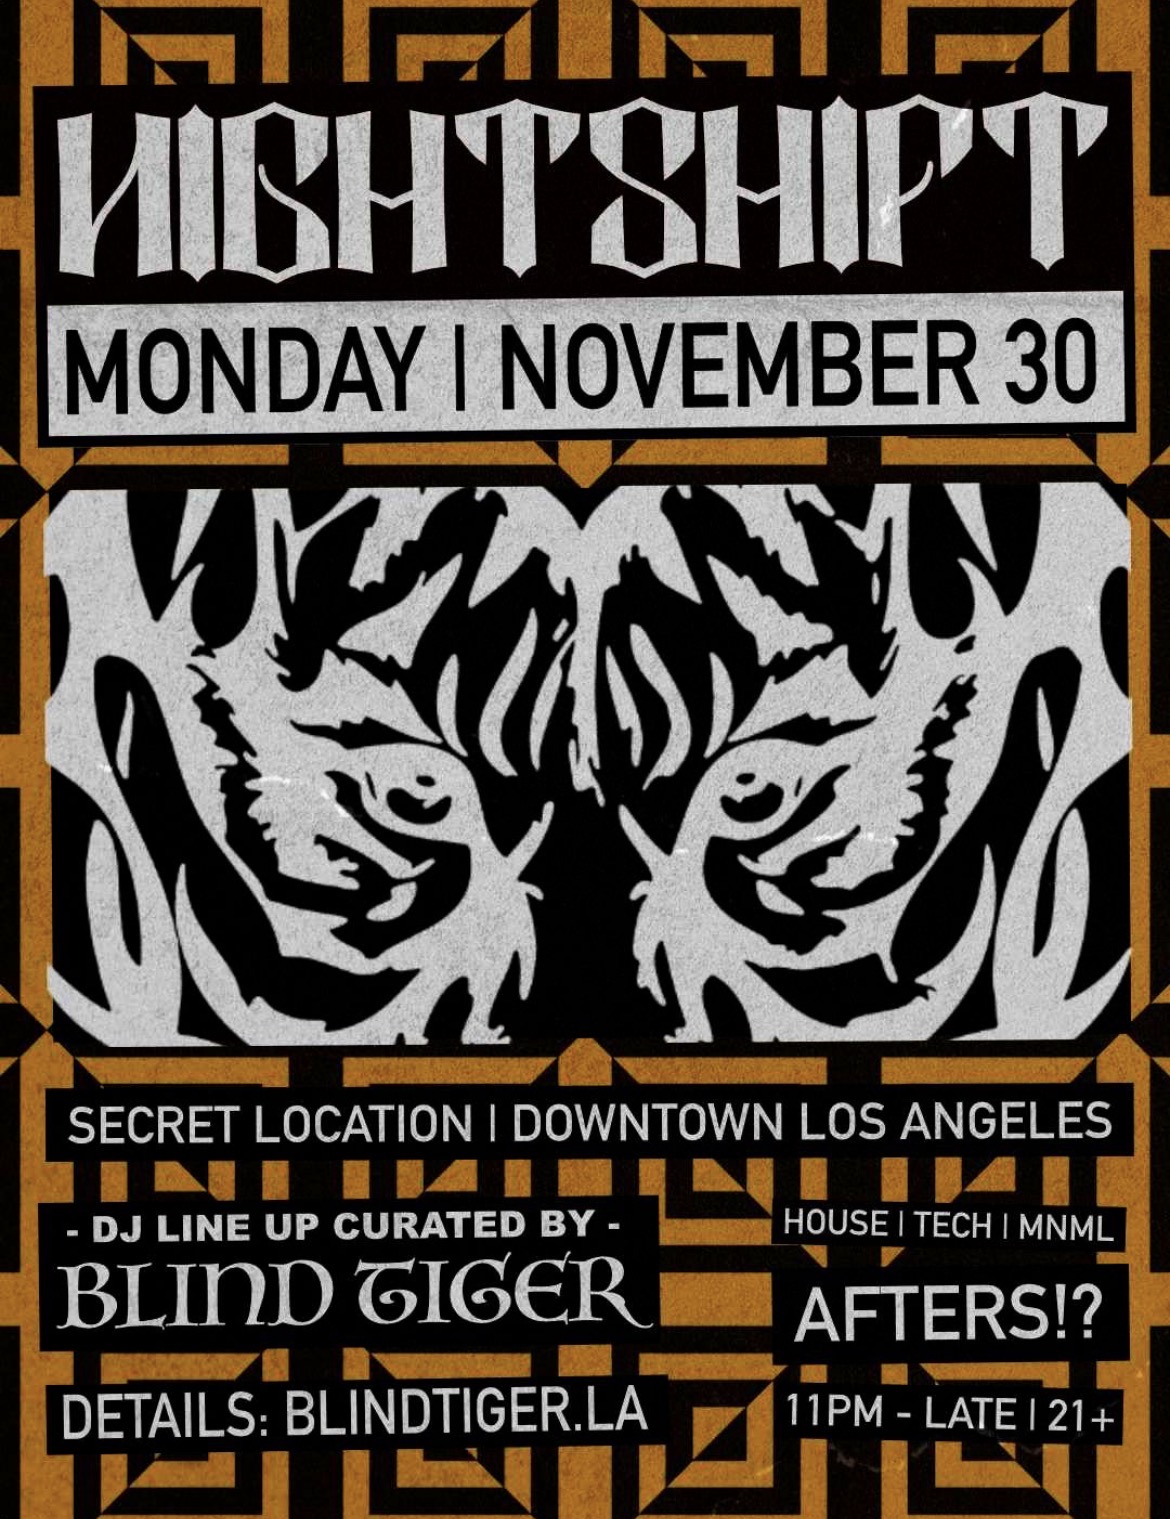 NIGHTSHIFT
MONDAY | NOVEMBER 30
SECRET LOCATION | DOWNTOWN LOS ANGELES
- DJ LINE UP CURATED BY -
BLIND TIGER
DETAILS: BLINDTIGER.LA
HOUSE | TECH | MNML
AFTERS!?
11PM - LATE | 21+